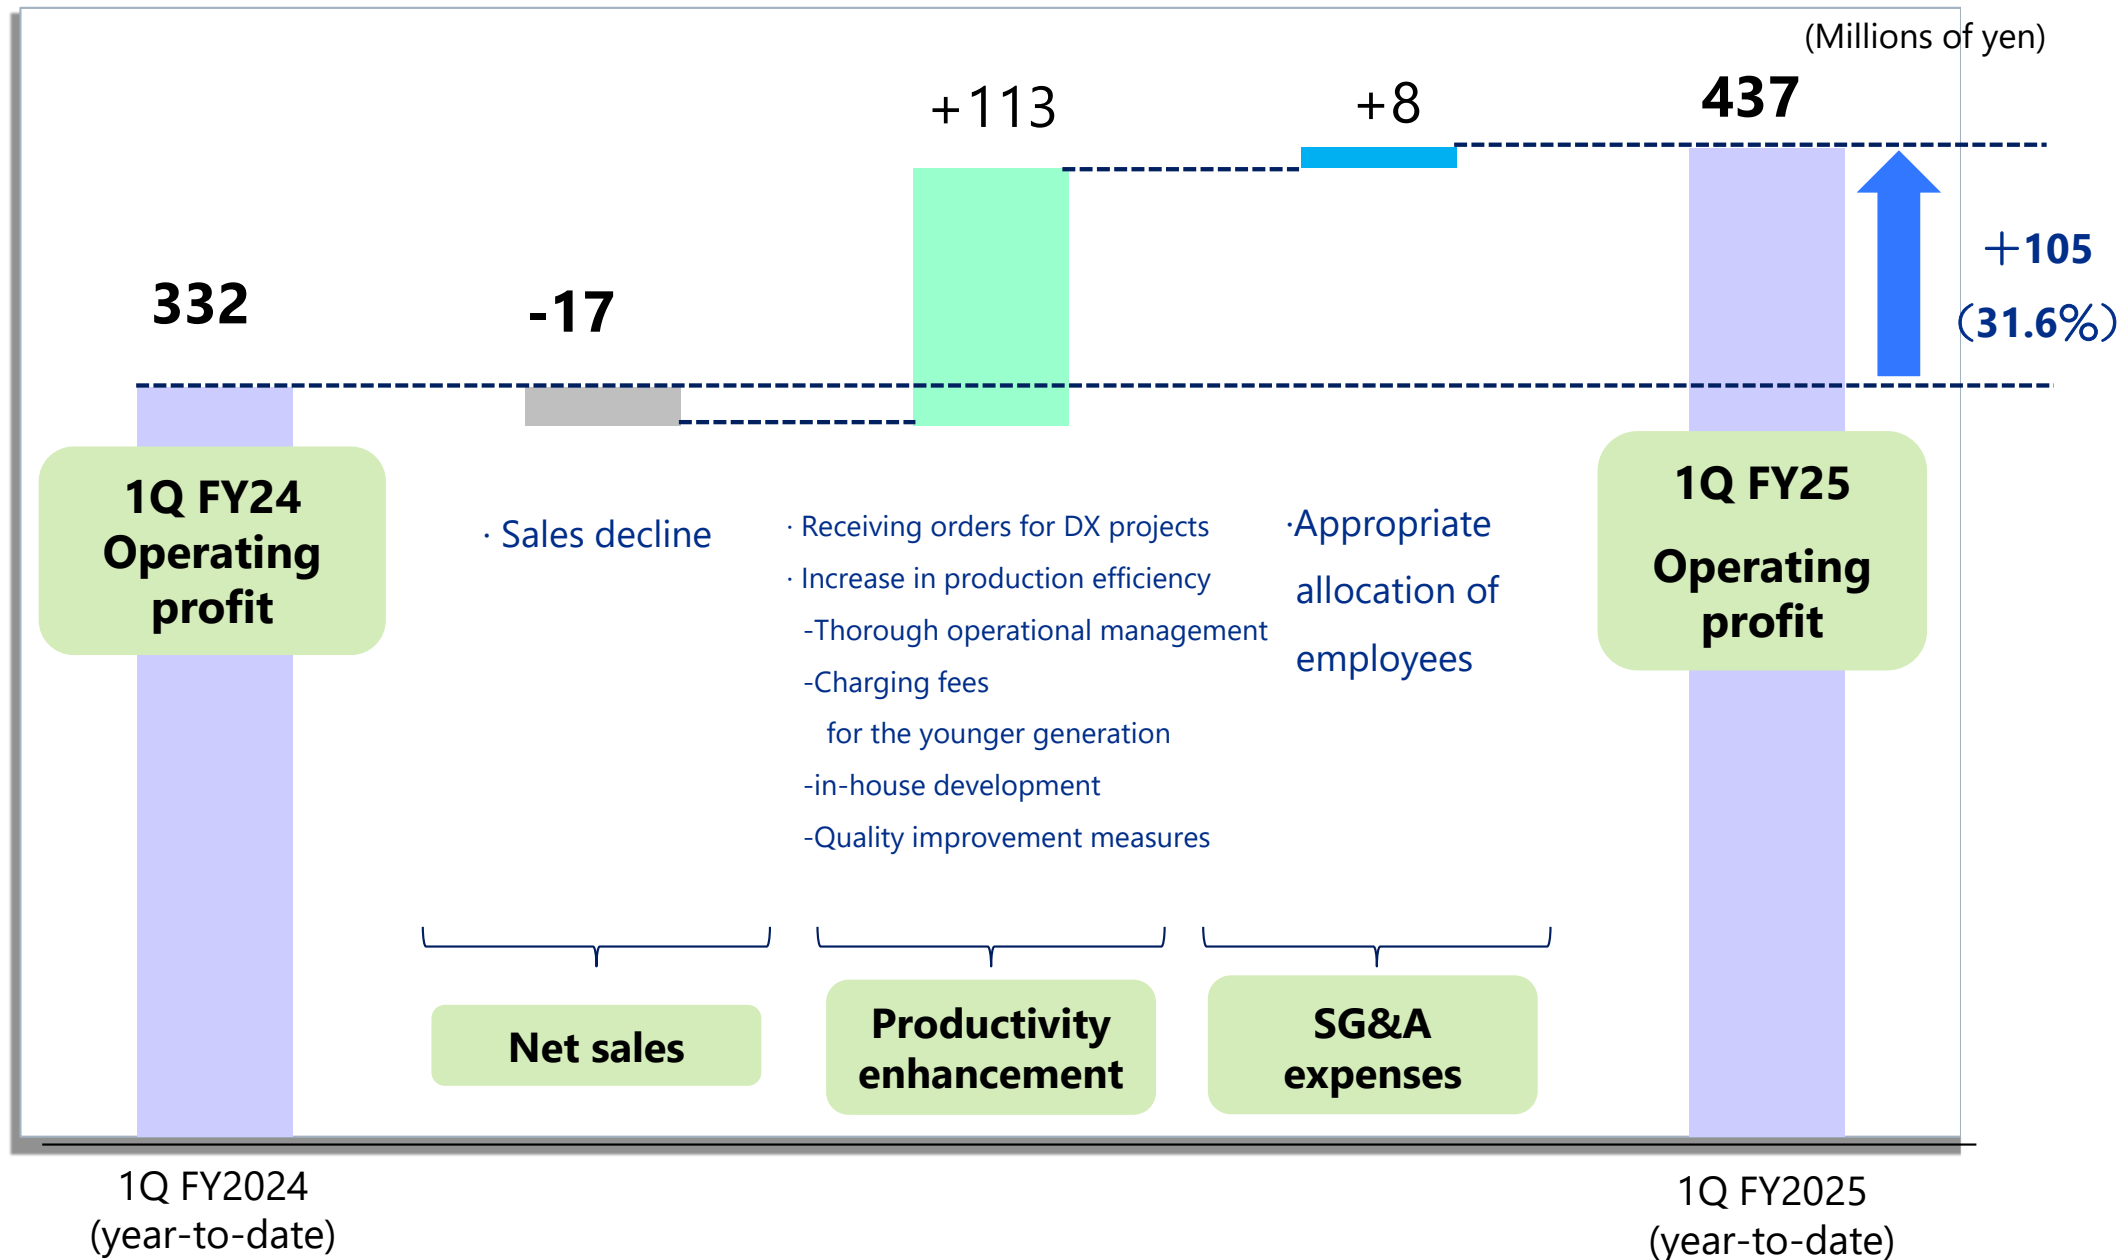 (Millions of yen)
332
-17
+113
+8
437
＋105
（31.6％）
1Q FY24
Operating
profit
· Sales decline
· Receiving orders for DX projects
· Increase in production efficiency
-Thorough operational management
-Charging fees
for the younger generation
-in-house development
-Quality improvement measures
·Appropriate
allocation of
employees
1Q FY25
Operating
profit
Net sales
Productivity
enhancement
SG&A
expenses
1Q FY2024
(year-to-date)
1Q FY2025
(year-to-date)